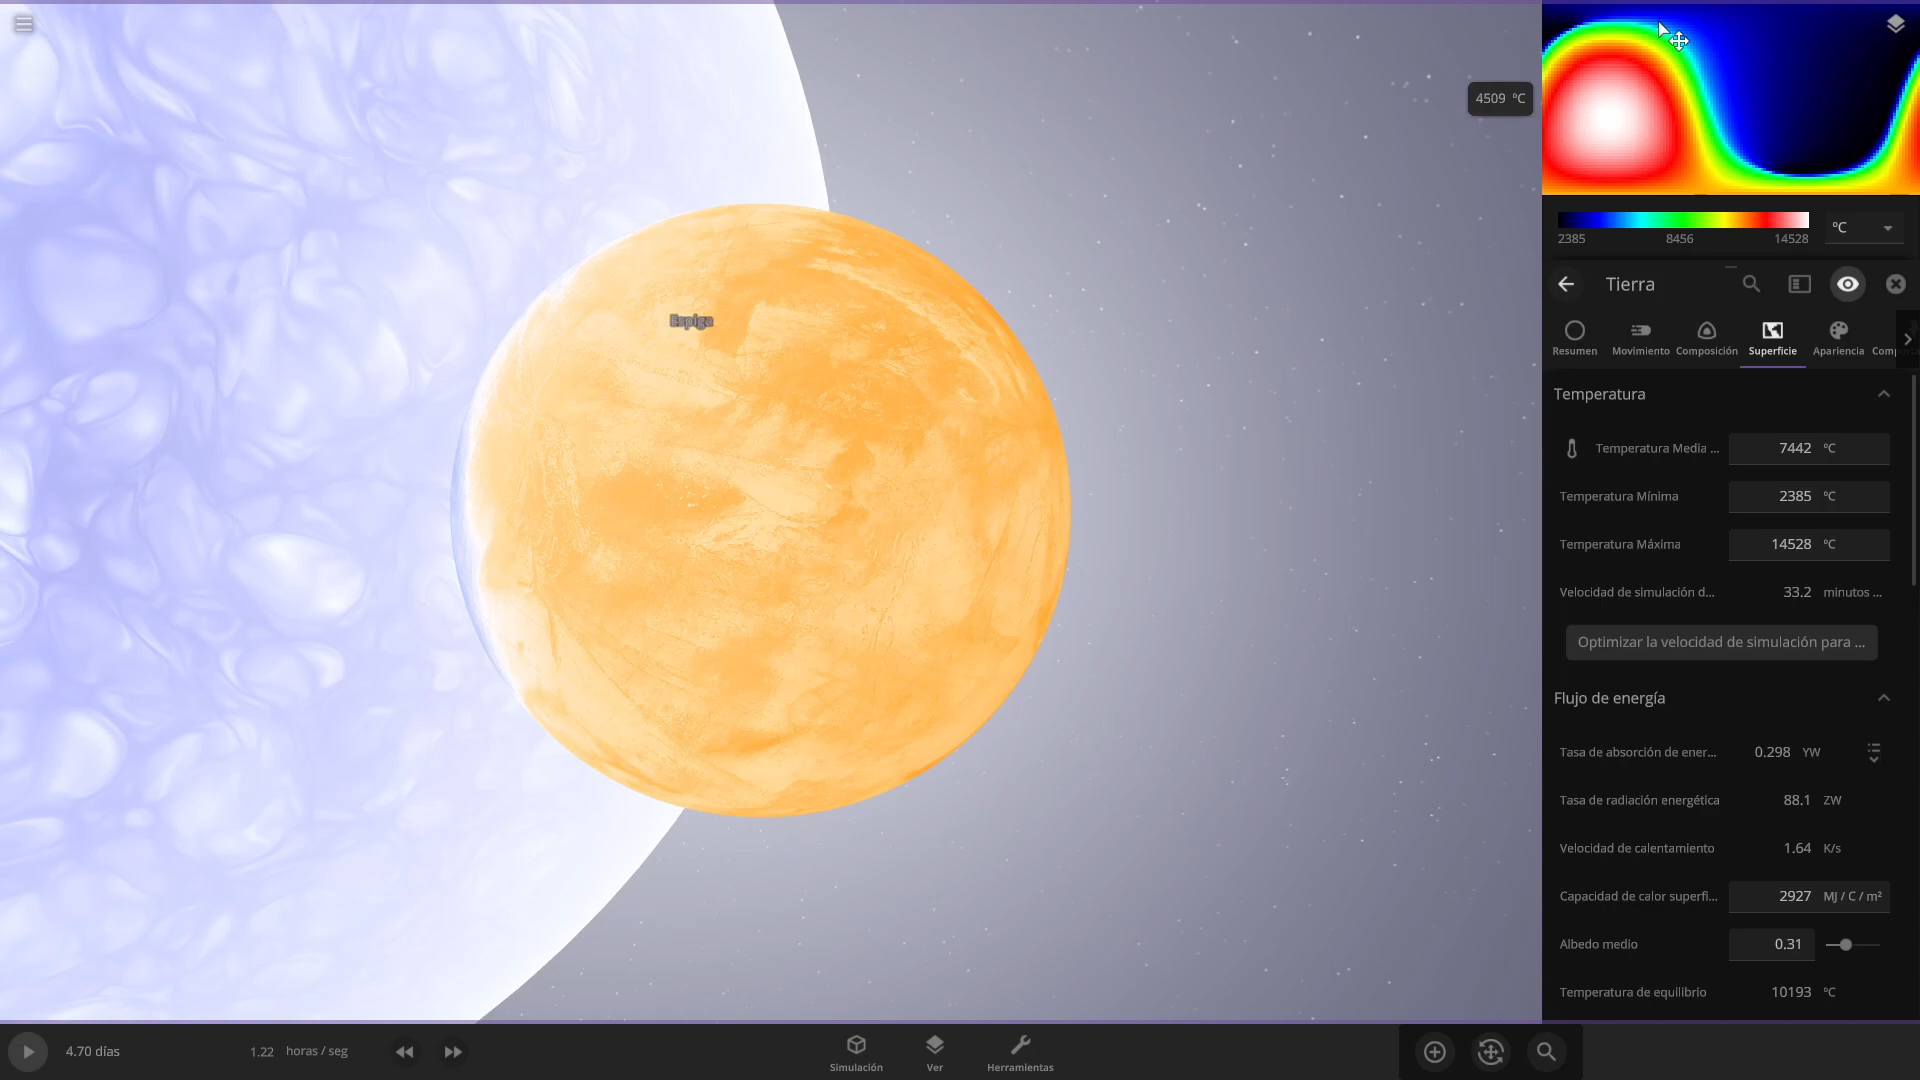 4509 °C
2385 8456 14528 °C
Tierra
Resumen Movimiento Composición Superficie Apariencia
Temperatura
Temperatura Media ... 7442 °C
Temperatura Mínima 2385 °C
Temperatura Máxima 14528 °C
Velocidad de simulación d... 33.2 minutos ...
Optimizar la velocidad de simulación para ...
Flujo de energía
Tasa de absorción de ener... 0.298 YW
Tasa de radiación energética 88.1 ZW
Velocidad de calentamiento 1.64 K/s
Capacidad de calor superfi... 2927 MJ / C / m²
Albedo medio 0.31
Temperatura de equilibrio 10193 °C
Espiga
4.70 días 1.22 horas / seg
Simulación Ver Herramientas